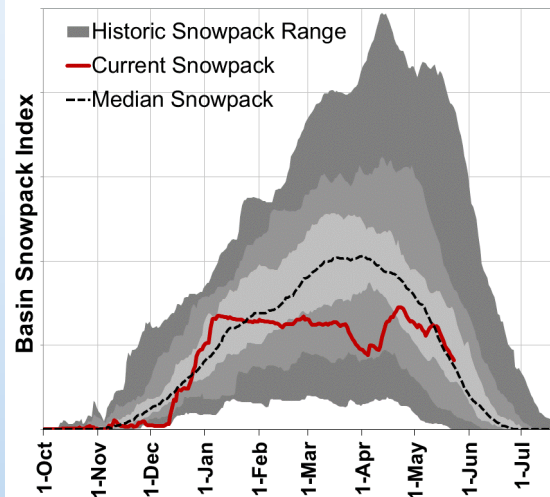 Historic Snowpack Range
Current Snowpack
Median Snowpack
Basin Snowpack Index
1-Oct
1-Nov
1-Dec
1-Jan
1-Feb
1-Mar
1-Apr
1-May
1-Jun
1-Jul